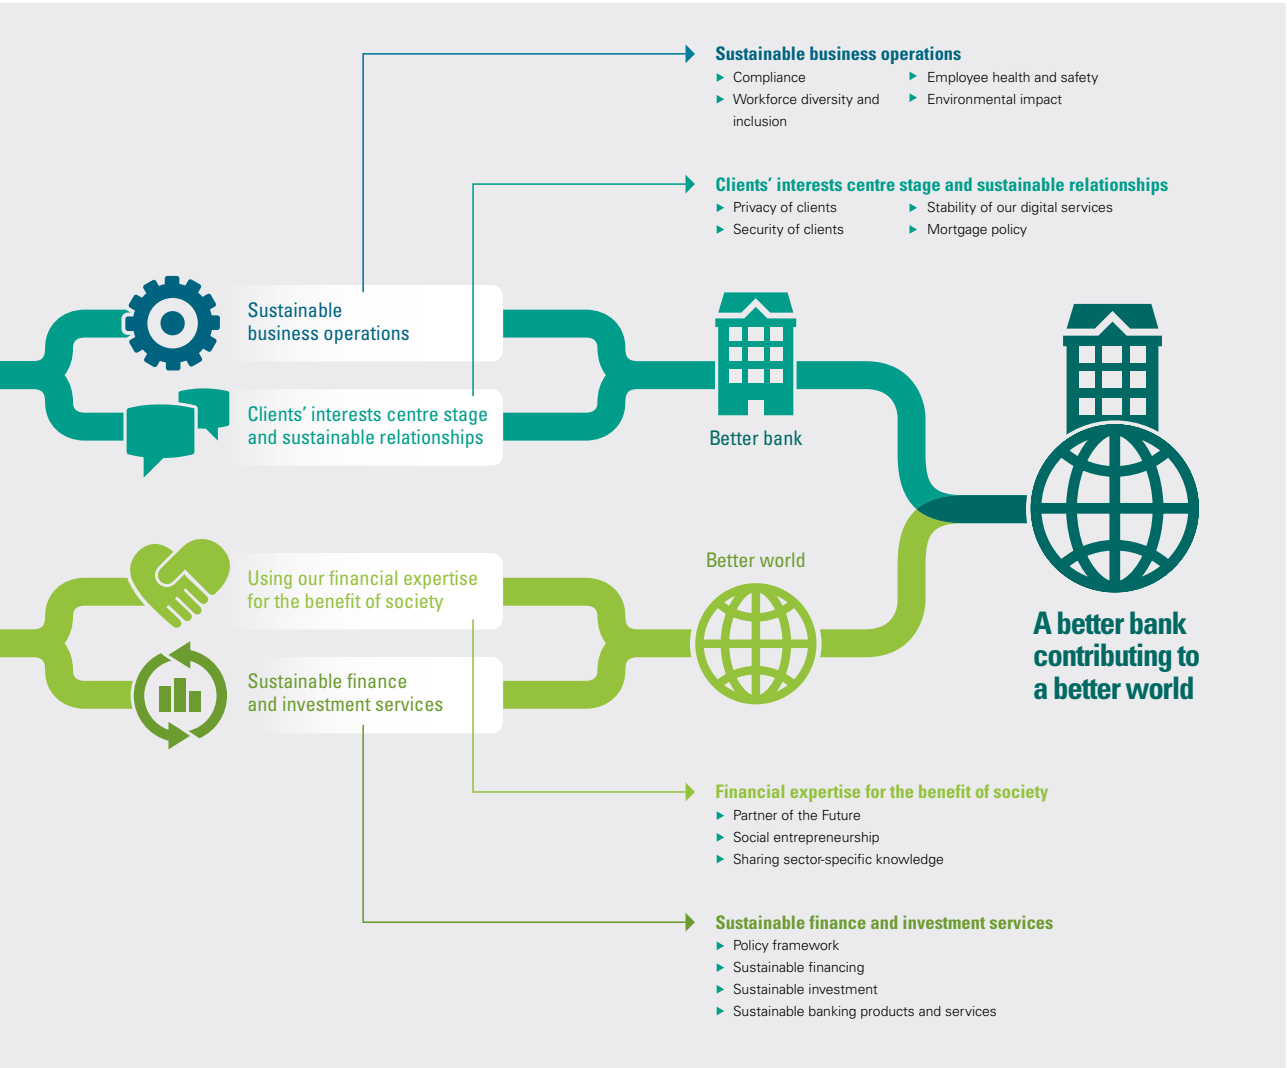 Sustainable business operations
Compliance
Workforce diversity and
inclusion
Employee health and safety
Environmental impact
Clients’ interests centre stage and sustainable relationships
Privacy of clients
Security of clients
Stability of our digital services
Mortgage policy
Sustainable
business operations
Clients’ interests centre stage
and sustainable relationships
Better bank
Using our financial expertise
for the benefit of society
Sustainable finance
and investment services
Better world
A better bank
contributing to
a better world
Financial expertise for the benefit of society
Partner of the Future
Social entrepreneurship
Sharing sector-specific knowledge
Sustainable finance and investment services
Policy framework
Sustainable financing
Sustainable investment
Sustainable banking products and services